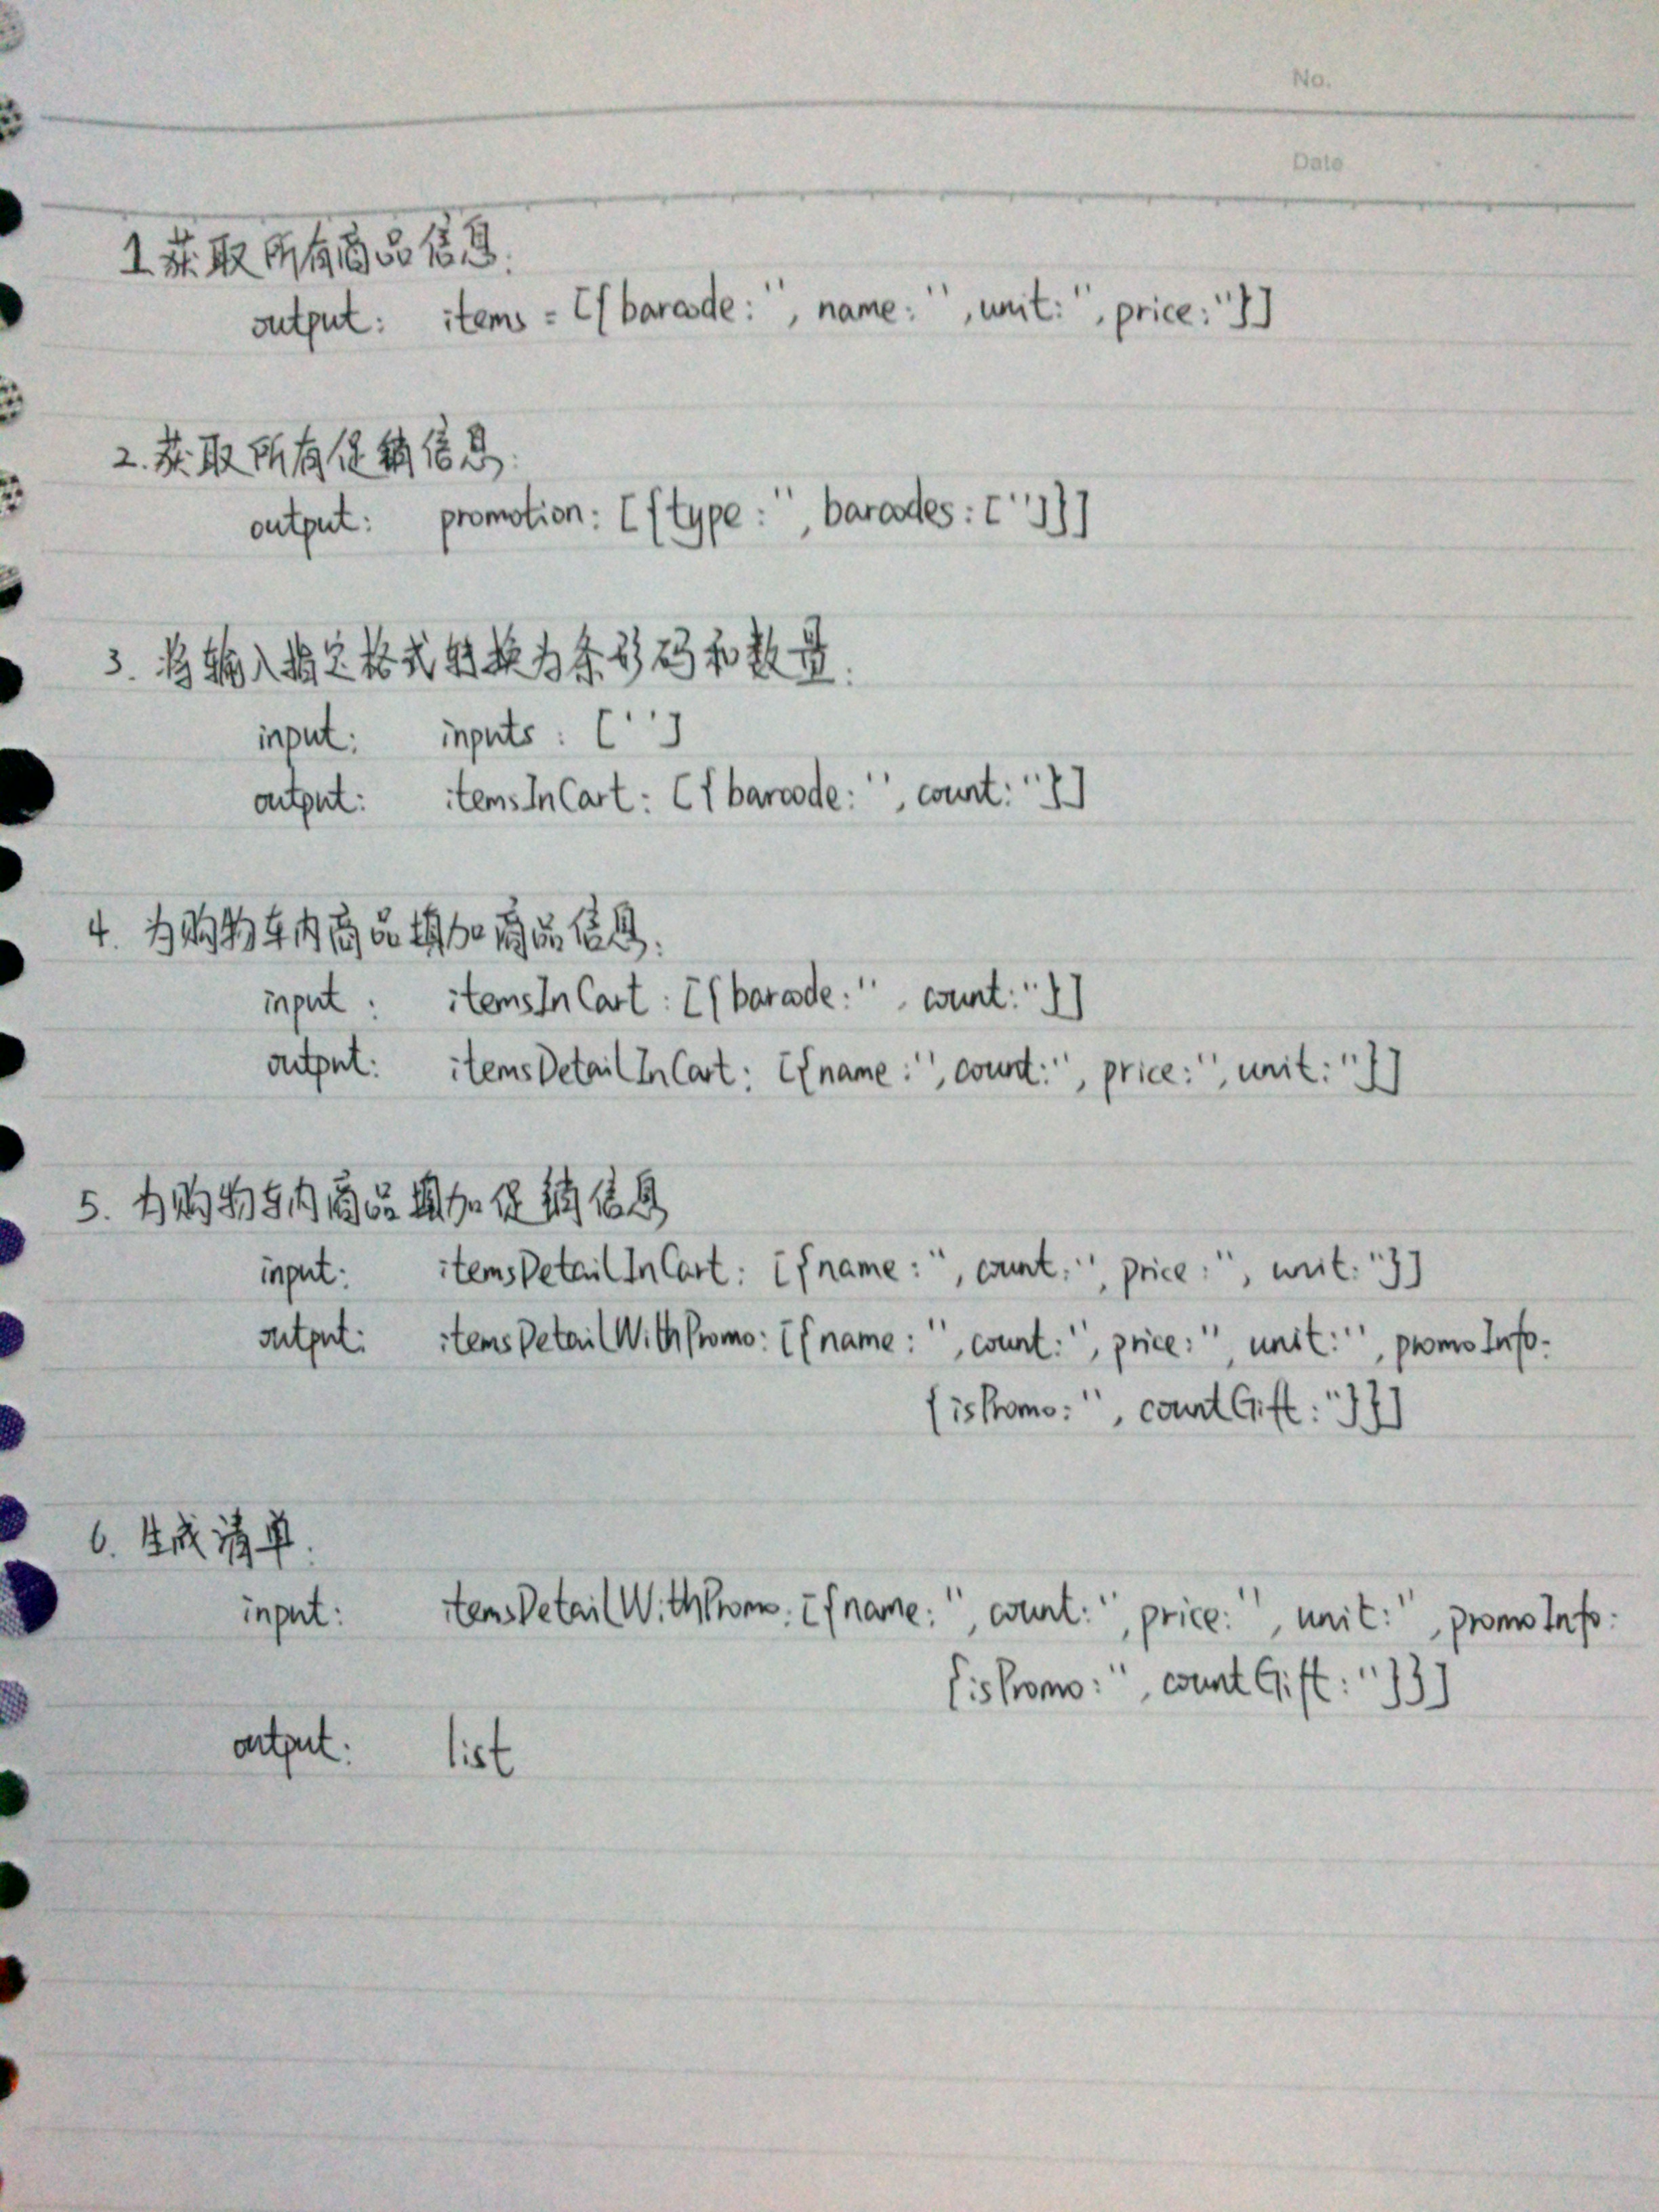 No.
Date
1.获取所有商品信息:
output: items = [{barcode:'', name:'', unit:'', price:''}]
2.获取所有促销信息:
output: promotion: [{type:'', barcodes:['']}]
3. 将输入指定格式转换为条形码和数量:
input: inputs: ['']
output: itemsInCart: [{barcode:'', count:''}]
4. 为购物车内商品填加商品信息:
input: itemsInCart: [{barcode:'', count:''}]
output: itemsDetailInCart: [{name:'', count:'', price:'', unit:''}]
5. 为购物车内商品填加促销信息
input: itemsDetailInCart: [{name:'', count:'', price:'', unit:''}]
output: itemsDetailWithPromo: [{name:'', count:'', price:'', unit:'', promoInfo:
{isPromo:'', countGift:''}}]
6. 生成清单:
input: itemsDetailWithPromo: [{name:'', count:'', price:'', unit:'', promoInfo:
{isPromo:'', countGift:''}}]
output: list